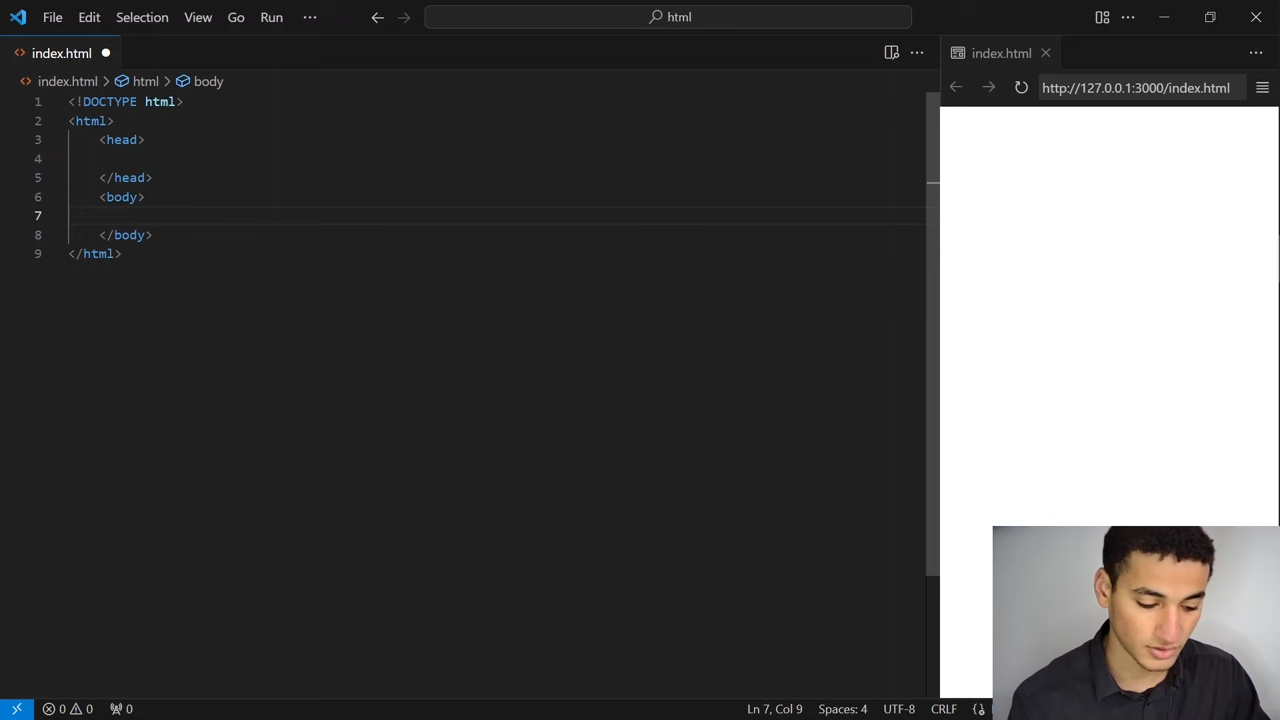 File Edit Selection View Go Run ··· html
index.html
index.html
index.html > html > body
http://127.0.0.1:3000/index.html
1 <!DOCTYPE html>
2 <html>
3 <head>
4
5 </head>
6 <body>
7
8 </body>
9 </html>
0 0 0 Ln 7, Col 9 Spaces: 4 UTF-8 CRLF {}